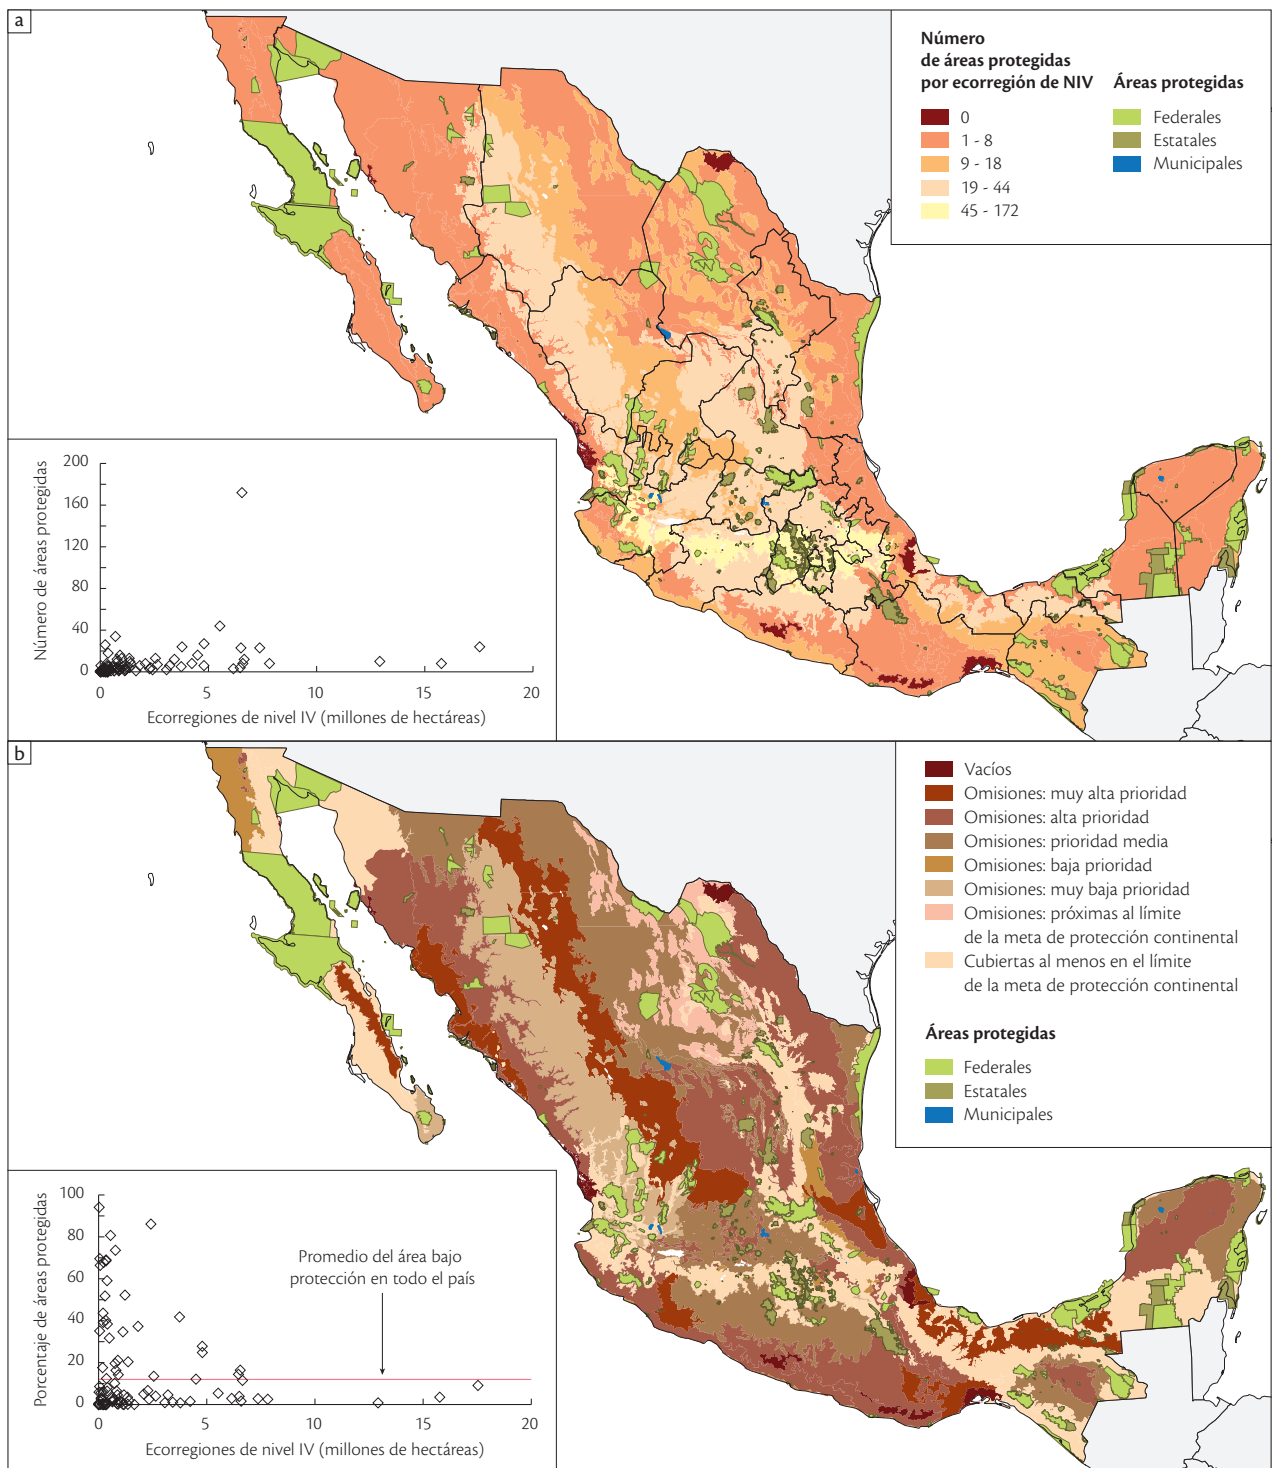 a
Número
de áreas protegidas
por ecorregión de NIV
0
1 - 8
9 - 18
19 - 44
45 - 172
Áreas protegidas
Federales
Estatales
Municipales
Número de áreas protegidas
200
160
120
80
40
0
0
5
10
15
20
Ecorregiones de nivel IV (millones de hectáreas)
b
Vacíos
Omisiones: muy alta prioridad
Omisiones: alta prioridad
Omisiones: prioridad media
Omisiones: baja prioridad
Omisiones: muy baja prioridad
Omisiones: próximas al límite
de la meta de protección continental
Cubiertas al menos en el límite
de la meta de protección continental
Áreas protegidas
Federales
Estatales
Municipales
Porcentaje de áreas protegidas
100
80
60
40
20
0
Promedio del área bajo
protección en todo el país
0
5
10
15
20
Ecorregiones de nivel IV (millones de hectáreas)